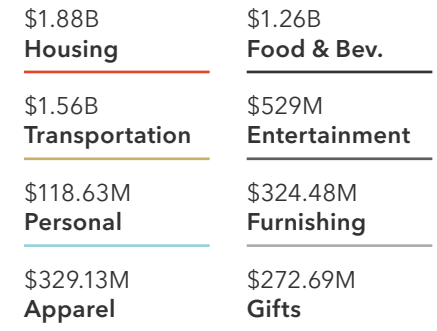 $1.88B
Housing
$1.26B
Food & Bev.
$1.56B
Transportation
$529M
Entertainment
$118.63M
Personal
$324.48M
Furnishing
$329.13M
Apparel
$272.69M
Gifts